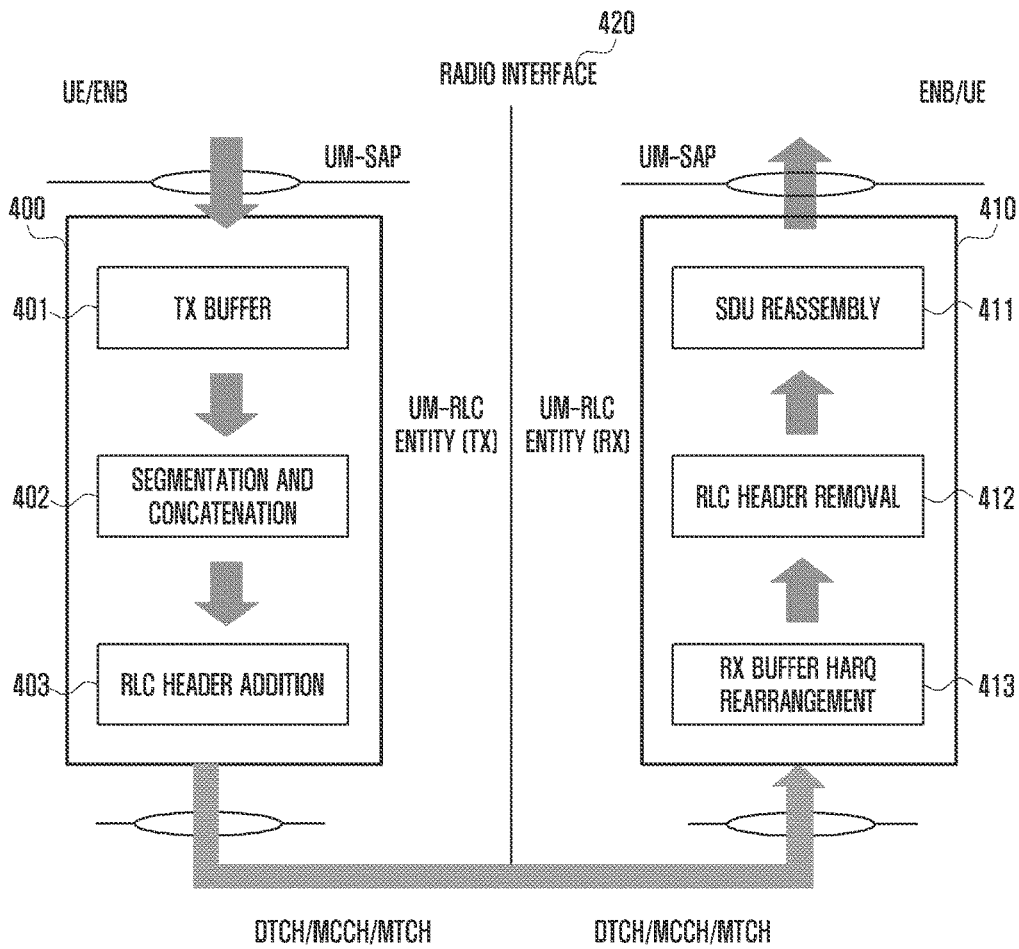 420
RADIO INTERFACE
UE/ENB
ENB/UE
UM-SAP
UM-SAP
400
410
401
TX BUFFER
SDU REASSEMBLY
411
UM-RLC
ENTITY (TX)
UM-RLC
ENTITY (RX)
402
SEGMENTATION AND
CONCATENATION
RLC HEADER REMOVAL
412
403
RLC HEADER ADDITION
RX BUFFER HARQ
REARRANGEMENT
413
DTCH/MCCH/MTCH
DTCH/MCCH/MTCH